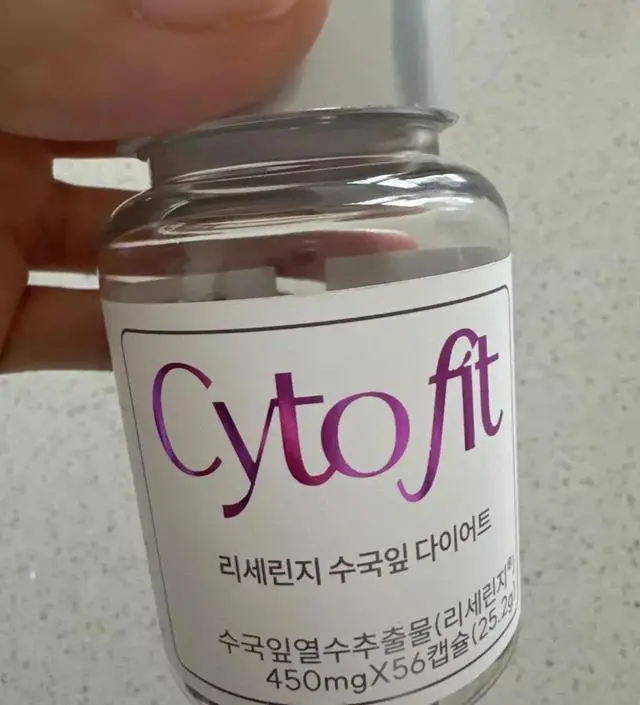 Cytofit
리세린지 수국잎 다이어트
수국잎열수추출물(리세린지®)
450mgX56캡슐(25.2g)